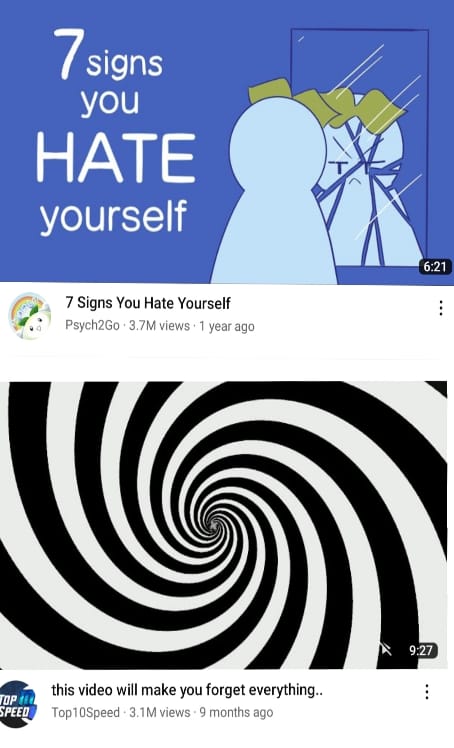 7 signs
you
HATE
yourself
6:21
7 Signs You Hate Yourself
Psych2Go · 3.7M views · 1 year ago
9:27
this video will make you forget everything..
TOP
SPEED
Top10Speed · 3.1M views · 9 months ago